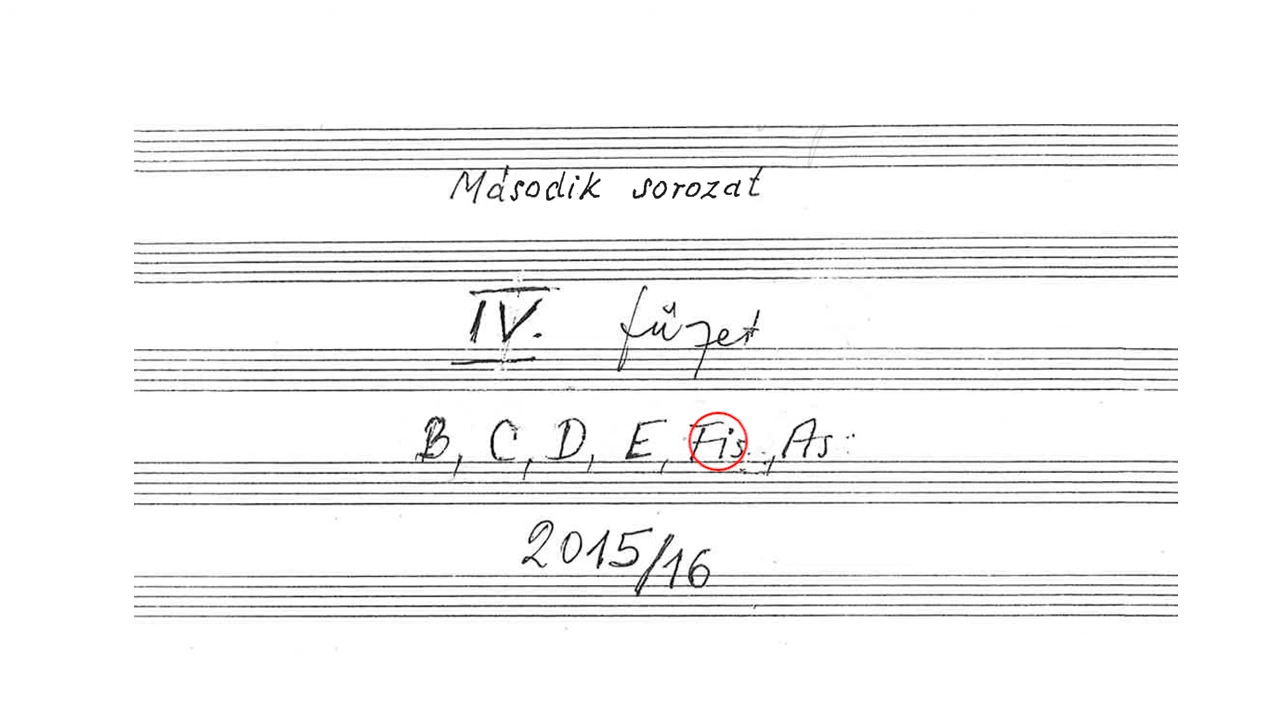 Második sorozat
IV. füzet
B, C, D, E, Fis, As
2015/16